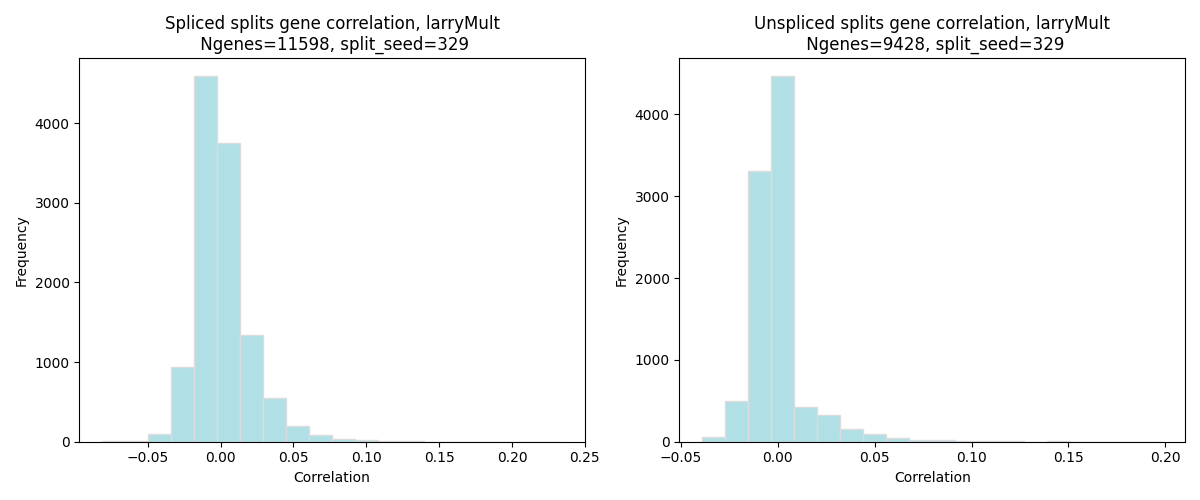 Spliced splits gene correlation, larryMult
Ngenes=11598, split_seed=329
Frequency
4000
3000
2000
1000
0
−0.05 0.00 0.05 0.10 0.15 0.20 0.25
Correlation
Unspliced splits gene correlation, larryMult
Ngenes=9428, split_seed=329
Frequency
4000
3000
2000
1000
0
−0.05 0.00 0.05 0.10 0.15 0.20
Correlation